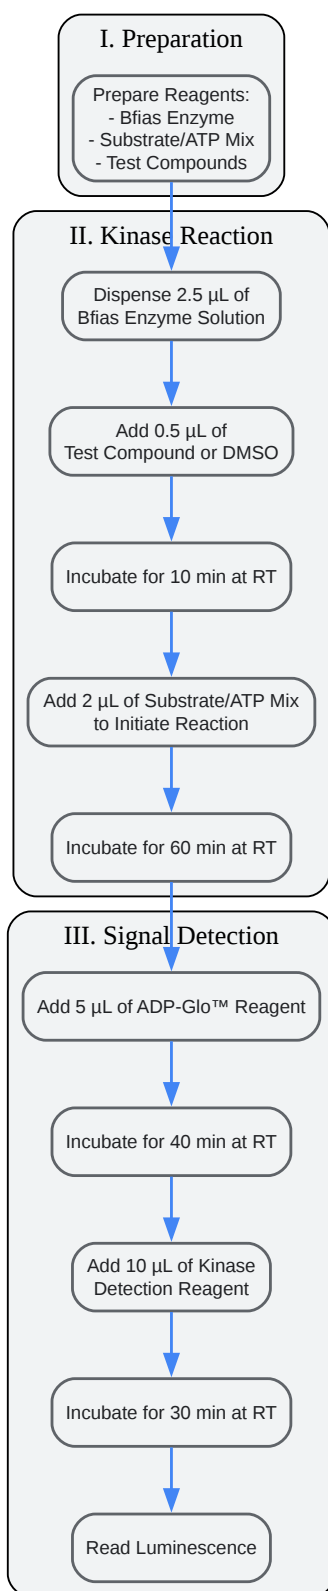 I. Preparation
Prepare Reagents:
- Bfias Enzyme
- Substrate/ATP Mix
- Test Compounds
II. Kinase Reaction
Dispense 2.5 µL of
Bfias Enzyme Solution
Add 0.5 µL of
Test Compound or DMSO
Incubate for 10 min at RT
Add 2 µL of Substrate/ATP Mix
to Initiate Reaction
Incubate for 60 min at RT
III. Signal Detection
Add 5 µL of ADP-Glo™ Reagent
Incubate for 40 min at RT
Add 10 µL of Kinase
Detection Reagent
Incubate for 30 min at RT
Read Luminescence